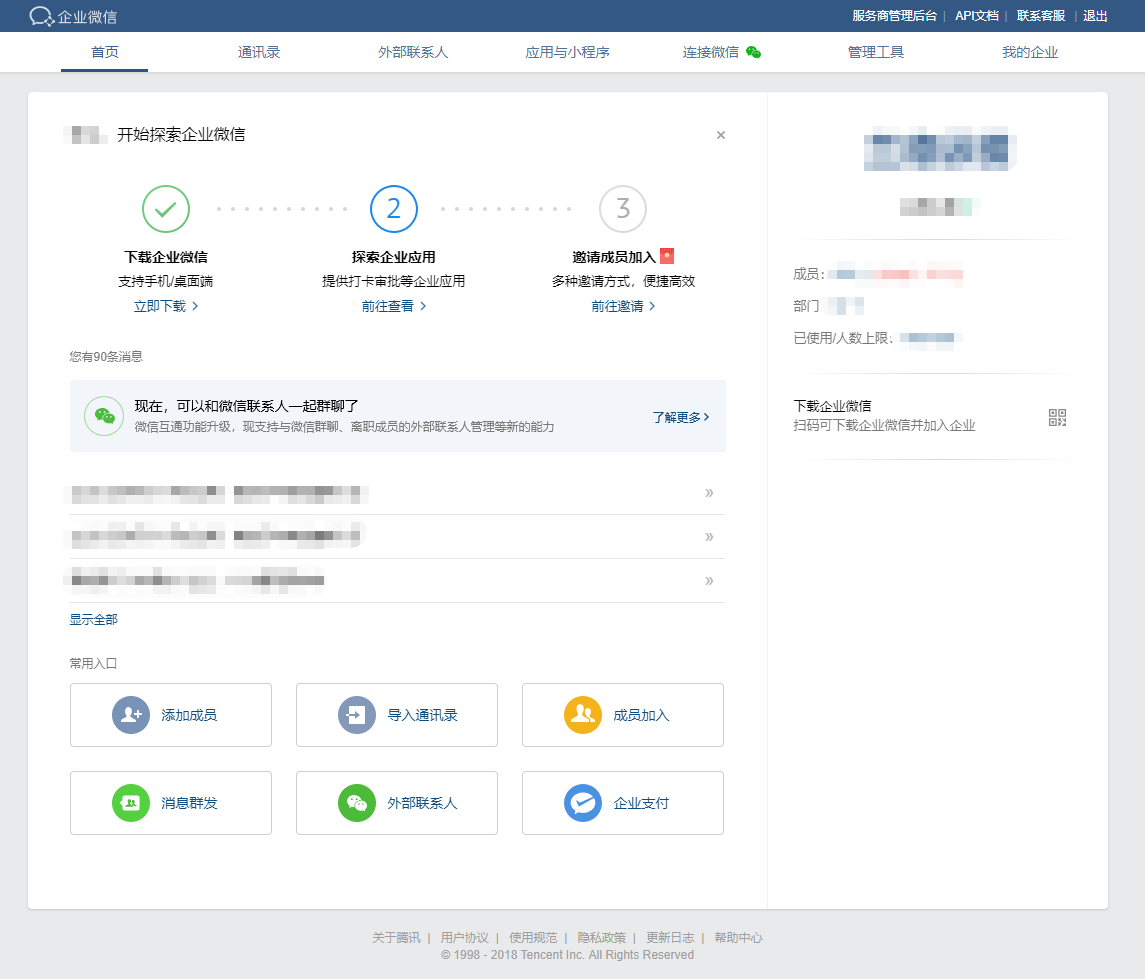 企业微信
服务商管理后台 | API文档 | 联系客服 | 退出
首页 通讯录 外部联系人 应用与小程序 连接微信 管理工具 我的企业
开始探索企业微信 ×
2 3
下载企业微信 探索企业应用 邀请成员加入
支持手机/桌面端 提供打卡审批等企业应用 多种邀请方式，便捷高效
立即下载 > 前往查看 > 前往邀请 >
您有90条消息
现在，可以和微信联系人一起群聊了
微信互通功能升级，现支持与微信群聊、离职成员的外部联系人管理等新的能力
了解更多 >
»
»
»
显示全部
常用入口
添加成员 导入通讯录 成员加入
消息群发 外部联系人 企业支付
成员：
部门
已使用/人数上限：
下载企业微信
扫码可下载企业微信并加入企业
关于腾讯 | 用户协议 | 使用规范 | 隐私政策 | 更新日志 | 帮助中心
© 1998 - 2018 Tencent Inc. All Rights Reserved